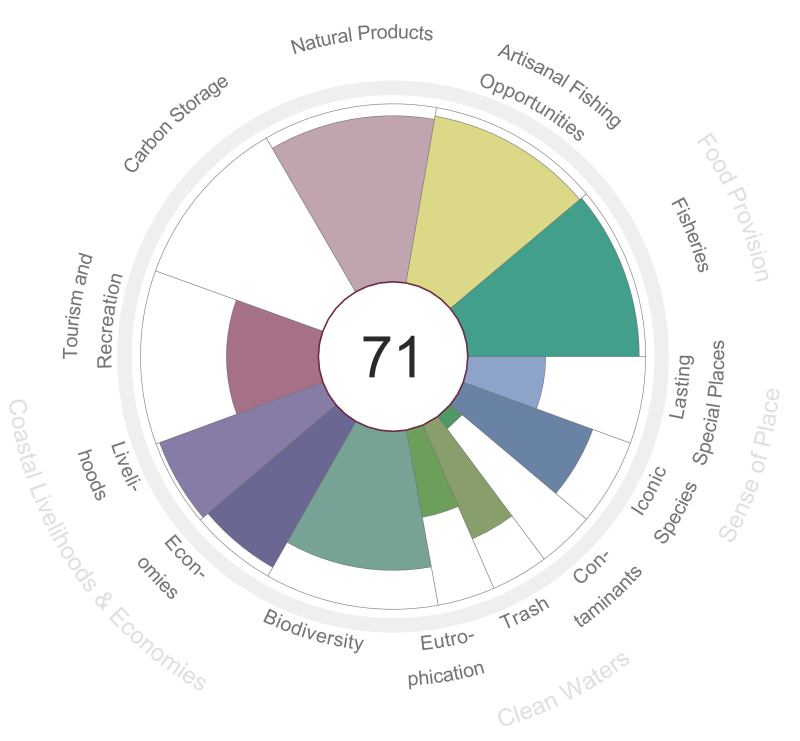 Natural Products
Artisanal Fishing
Opportunities
Fisheries
Food Provision
Lasting
Special Places
Iconic
Species
Sense of Place
Con-
taminants
Trash
Eutro-
phication
Clean Waters
Biodiversity
Econ-
omies
Liveli-
hoods
Coastal Livelihoods & Economies
Tourism and
Recreation
Carbon Storage
71